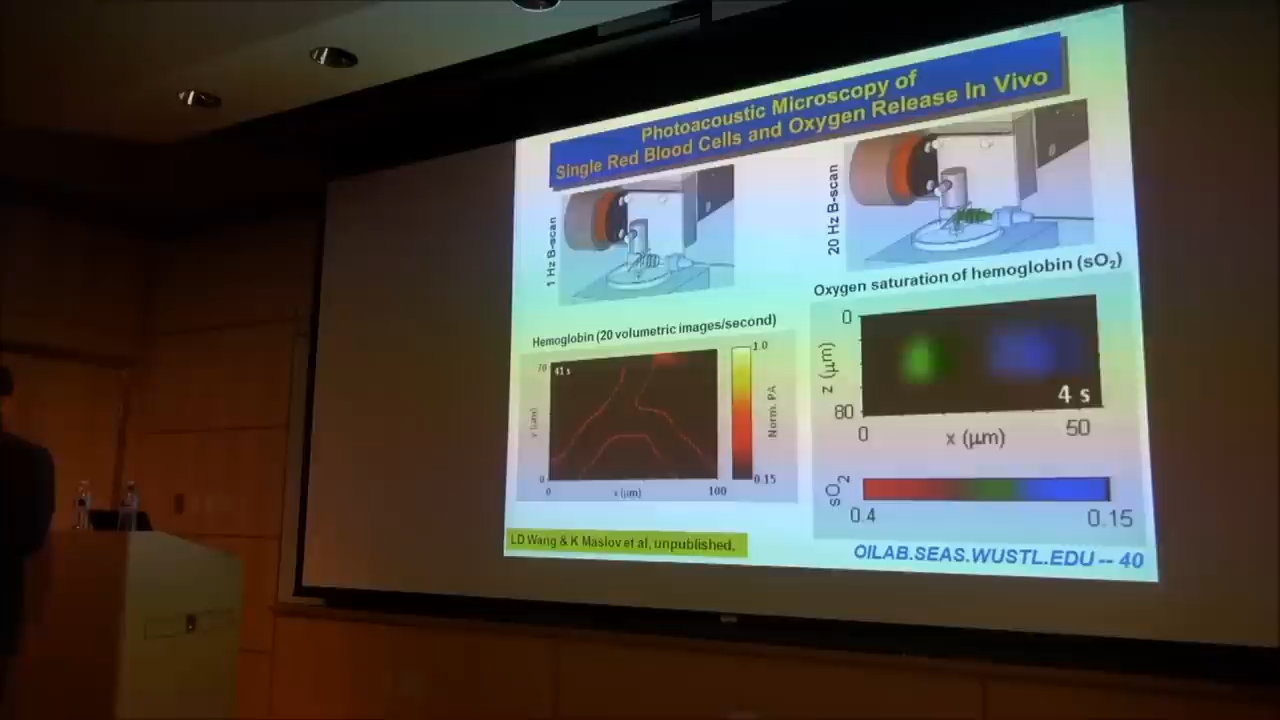 Photoacoustic Microscopy of
Single Red Blood Cells and Oxygen Release In Vivo
1 Hz B-scan
20 Hz B-scan
Hemoglobin (20 volumetric images/second)
70
41 s
0
0
100
1.0
Norm. PA
0.15
Oxygen saturation of hemoglobin (sO₂)
0
z (µm)
80
4 s
0
x (µm)
50
sO₂
0.4
0.15
LD Wang & K Maslov et al, unpublished.
OILAB.SEAS.WUSTL.EDU -- 40